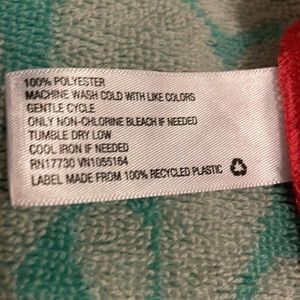 100% POLYESTER
MACHINE WASH COLD WITH LIKE COLORS
GENTLE CYCLE
ONLY NON-CHLORINE BLEACH IF NEEDED
TUMBLE DRY LOW
COOL IRON IF NEEDED
RN17730 VN1055164
LABEL MADE FROM 100% RECYCLED PLASTIC